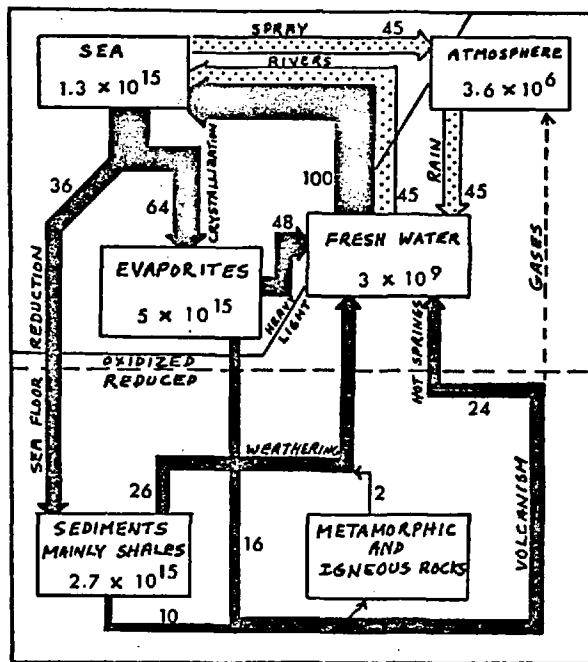 SPRAY 45
SEA
1.3 × 10^15
ATMOSPHERE
3.6 × 10^6
RIVERS
CRYSTALLIZATION
RAIN
36
64
100
45
45
48
FRESH WATER
3 × 10^9
GASES
EVAPORITES
5 × 10^15
HEAVY
LIGHT
HOT SPRINGS
SEA FLOOR REDUCTION
OXIDIZED
REDUCED
24
WEATHERING
26
2
VOLCANISM
SEDIMENTS
MAINLY SHALES
2.7 × 10^15
16
METAMORPHIC
AND
IGNEOUS ROCKS
10